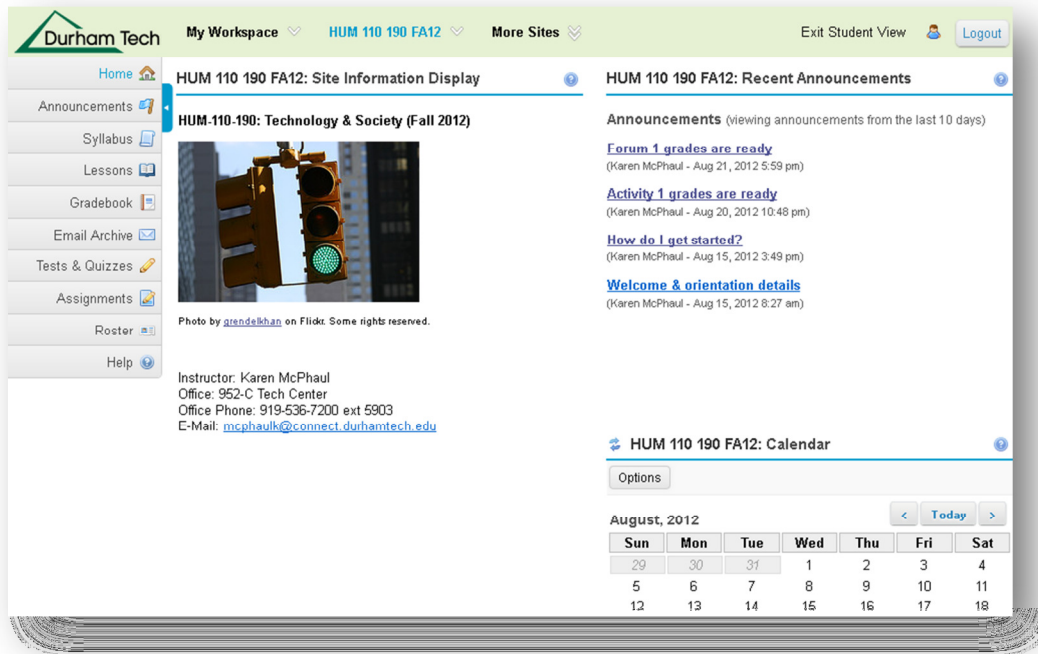 Durham Tech
My Workspace HUM 110 190 FA12 More Sites Exit Student View Logout
Home
Announcements
Syllabus
Lessons
Gradebook
Email Archive
Tests & Quizzes
Assignments
Roster
Help
HUM 110 190 FA12: Site Information Display
HUM-110-190: Technology & Society (Fall 2012)
Photo by grendelkhan on Flickr. Some rights reserved.
Instructor: Karen McPhaul
Office: 952-C Tech Center
Office Phone: 919-536-7200 ext 5903
E-Mail: mcphaulk@connect.durhamtech.edu
HUM 110 190 FA12: Recent Announcements
Announcements (viewing announcements from the last 10 days)
Forum 1 grades are ready
(Karen McPhaul - Aug 21, 2012 5:59 pm)
Activity 1 grades are ready
(Karen McPhaul - Aug 20, 2012 10:48 pm)
How do I get started?
(Karen McPhaul - Aug 15, 2012 3:49 pm)
Welcome & orientation details
(Karen McPhaul - Aug 15, 2012 8:27 am)
HUM 110 190 FA12: Calendar
Options
August, 2012 < Today >
Sun Mon Tue Wed Thu Fri Sat
29 30 31 1 2 3 4
5 6 7 8 9 10 11
12 13 14 15 16 17 18